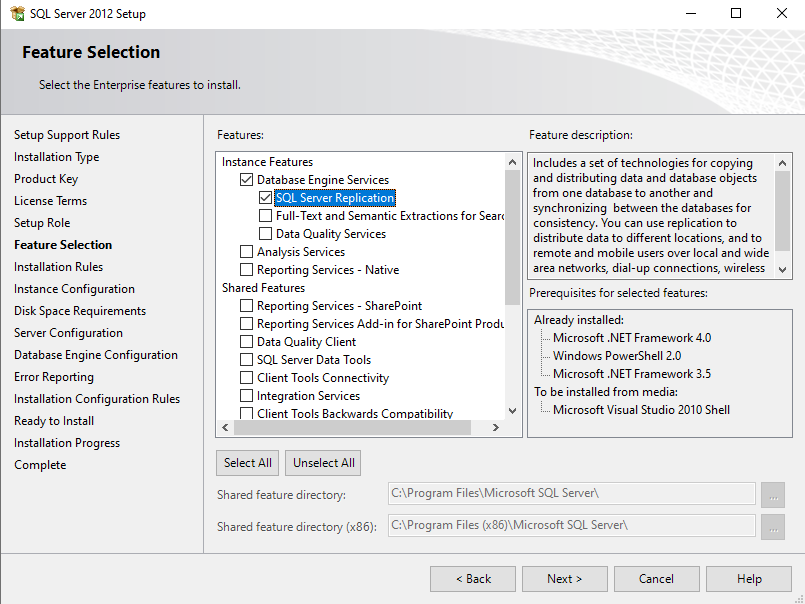 SQL Server 2012 Setup
Feature Selection
Select the Enterprise features to install.
Setup Support Rules
Installation Type
Product Key
License Terms
Setup Role
Feature Selection
Installation Rules
Instance Configuration
Disk Space Requirements
Server Configuration
Database Engine Configuration
Error Reporting
Installation Configuration Rules
Ready to Install
Installation Progress
Complete
Features:
Instance Features
Database Engine Services
SQL Server Replication
Full-Text and Semantic Extractions for Sear
Data Quality Services
Analysis Services
Reporting Services - Native
Shared Features
Reporting Services - SharePoint
Reporting Services Add-in for SharePoint Produ
Data Quality Client
SQL Server Data Tools
Client Tools Connectivity
Integration Services
Client Tools Backwards Compatibility
Feature description:
Includes a set of technologies for copying
and distributing data and database objects
from one database to another and
synchronizing between the databases for
consistency. You can use replication to
distribute data to different locations, and to
remote and mobile users over local and wide
area networks, dial-up connections, wireless
Prerequisites for selected features:
Already installed:
Microsoft .NET Framework 4.0
Windows PowerShell 2.0
Microsoft .NET Framework 3.5
To be installed from media:
Microsoft Visual Studio 2010 Shell
Select All
Unselect All
Shared feature directory:
C:\Program Files\Microsoft SQL Server\
...
Shared feature directory (x86):
C:\Program Files (x86)\Microsoft SQL Server\
...
< Back
Next >
Cancel
Help